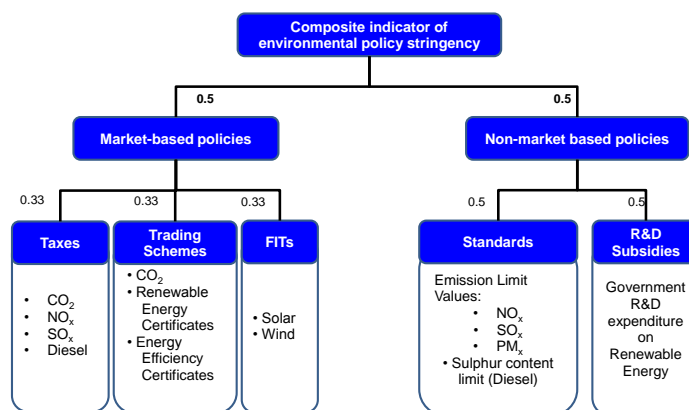 Composite indicator of
environmental policy stringency
0.5
0.5
Market-based policies
Non-market based policies
0.33
0.33
0.33
0.5
0.5
Taxes
Trading
Schemes
FITs
Standards
R&D
Subsidies
• CO₂
• NOₓ
• SOₓ
• Diesel
• CO₂
• Renewable
Energy
Certificates
• Energy
Efficiency
Certificates
• Solar
• Wind
Emission Limit
Values:
• NOₓ
• SOₓ
• PMₓ
• Sulphur content
limit (Diesel)
Government
R&D
expenditure
on
Renewable
Energy